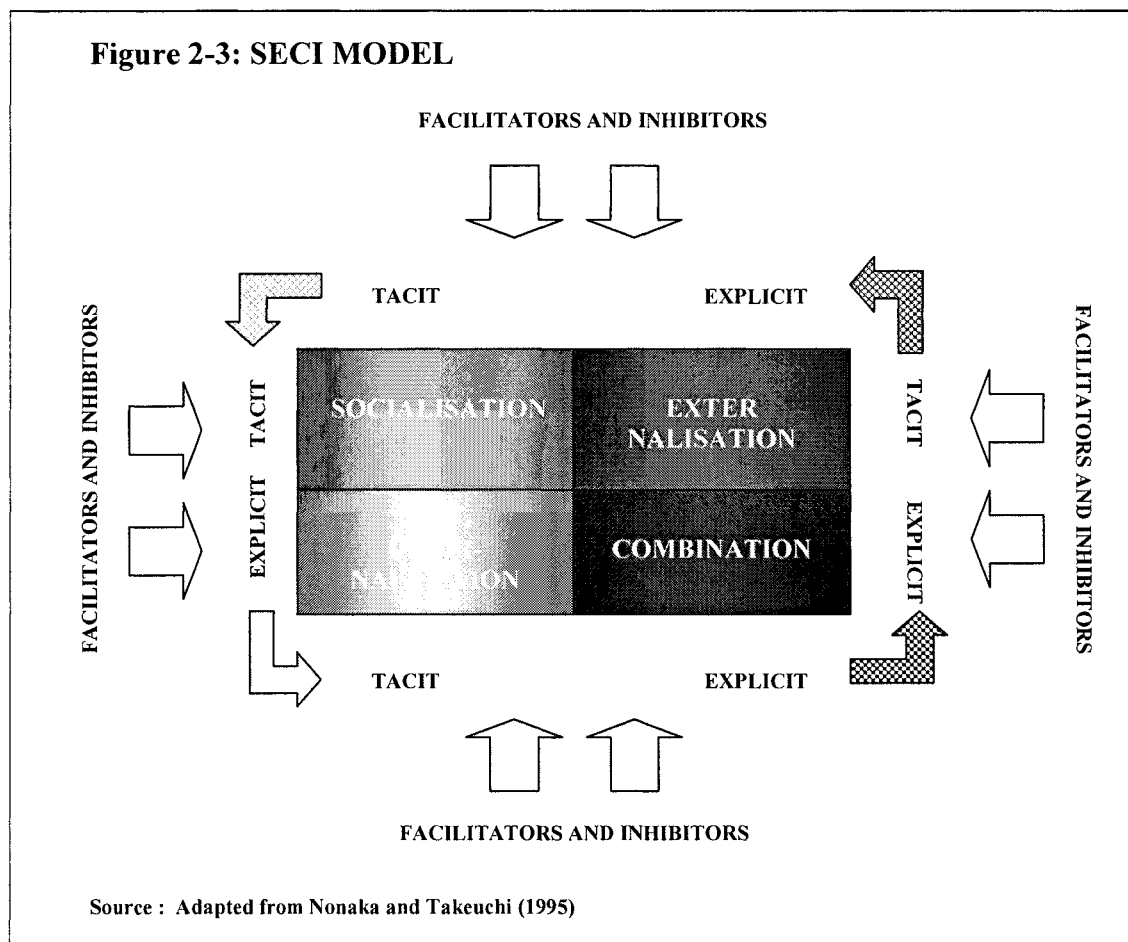 Figure 2-3: SECI MODEL
FACILITATORS AND INHIBITORS
TACIT
EXPLICIT
FACILITATORS AND INHIBITORS
TACIT
EXPLICIT
SOCIALISATION
EXTER
NALISATION
COMBINATION
TACIT
EXPLICIT
FACILITATORS AND INHIBITORS
TACIT
EXPLICIT
FACILITATORS AND INHIBITORS
Source : Adapted from Nonaka and Takeuchi (1995)